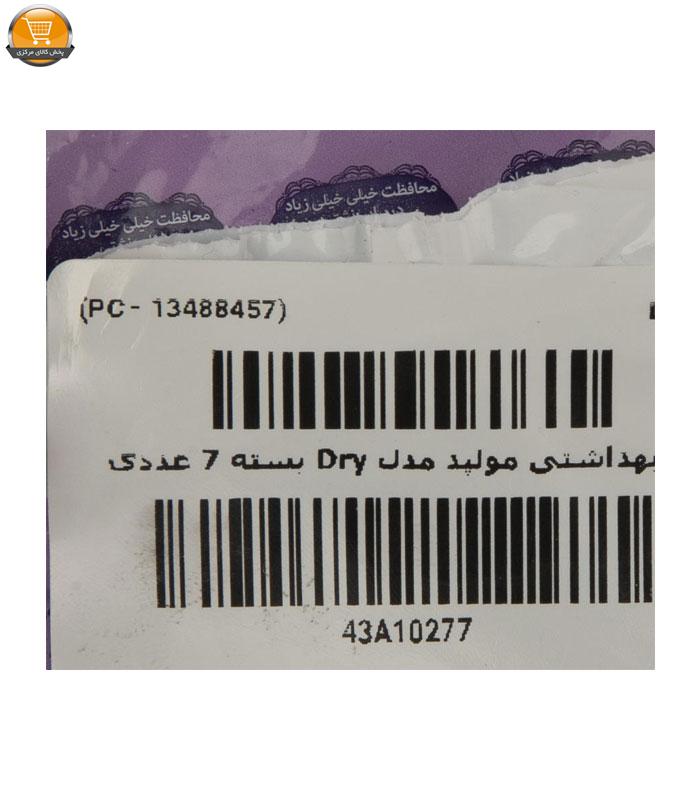 پخش کالای مرکزی
محافظت خیلی خیلی زیاد
محافظت خیلی خیلی زیاد
(PC- 13488457)
بهداشتی مولپد مدل Dry بسته 7 عددی
43A10277